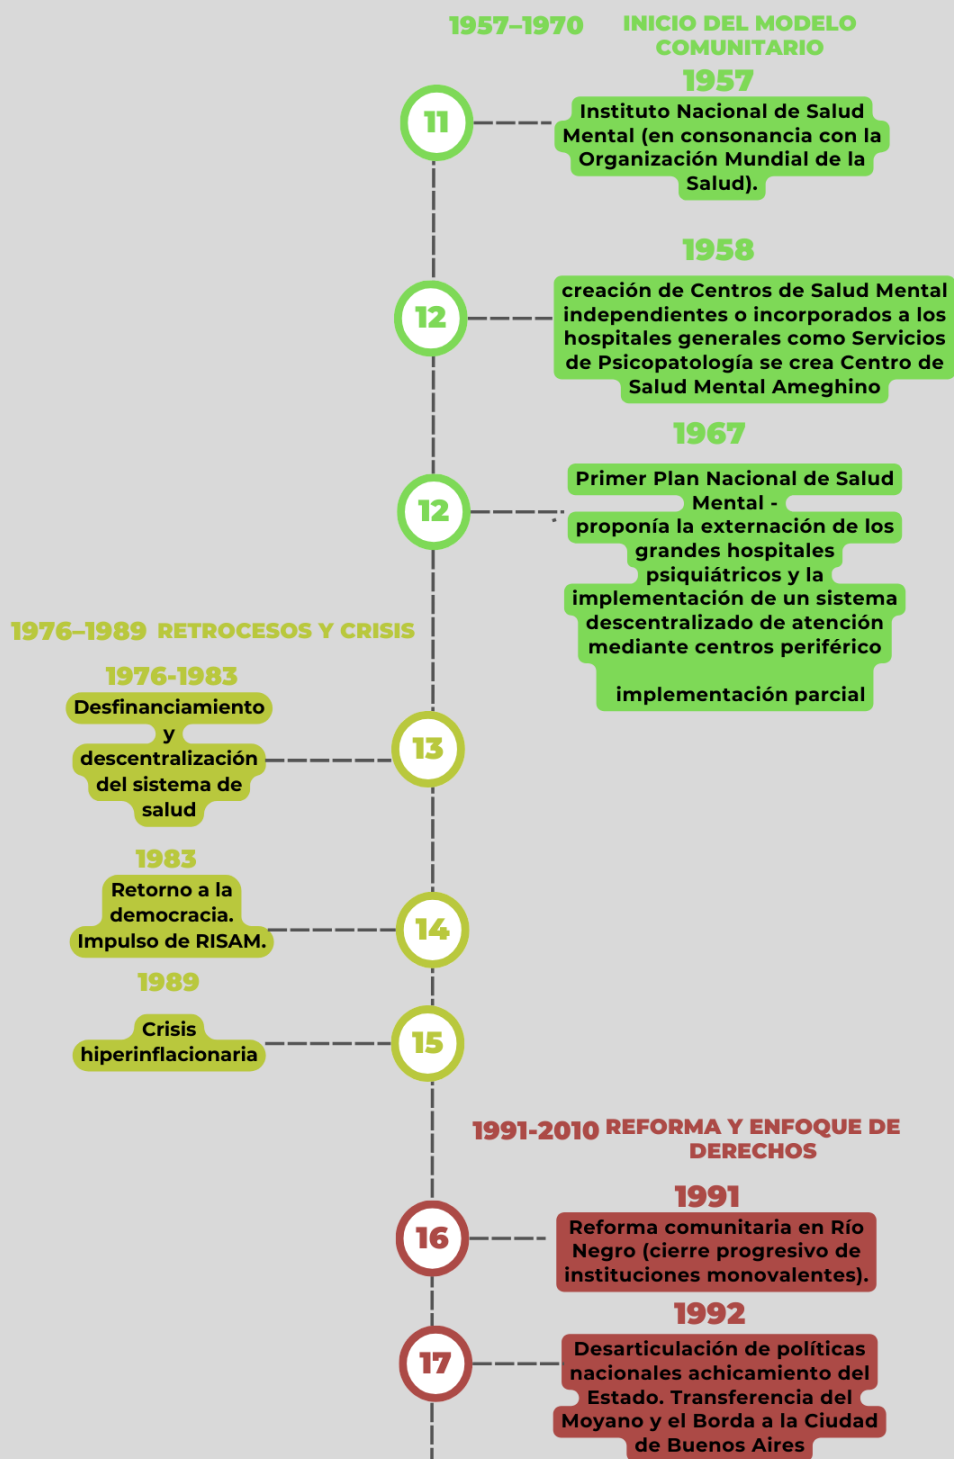 1957–1970
INICIO DEL MODELO
COMUNITARIO
1957
11
Instituto Nacional de Salud
Mental (en consonancia con la
Organización Mundial de la
Salud).
1958
12
creación de Centros de Salud Mental
independientes o incorporados a los
hospitales generales como Servicios
de Psicopatología se crea Centro de
Salud Mental Ameghino
1967
12
Primer Plan Nacional de Salud
Mental -
proponía la externación de los
grandes hospitales
psiquiátricos y la
implementación de un sistema
descentralizado de atención
mediante centros periférico
implementación parcial
1976–1989 RETROCESOS Y CRISIS
1976-1983
Desfinanciamiento
y
descentralización
del sistema de
salud
13
1983
Retorno a la
democracia.
Impulso de RISAM.
14
1989
Crisis
hiperinflacionaria
15
1991-2010 REFORMA Y ENFOQUE DE
DERECHOS
1991
16
Reforma comunitaria en Río
Negro (cierre progresivo de
instituciones monovalentes).
1992
17
Desarticulación de políticas
nacionales achicamiento del
Estado. Transferencia del
Moyano y el Borda a la Ciudad
de Buenos Aires